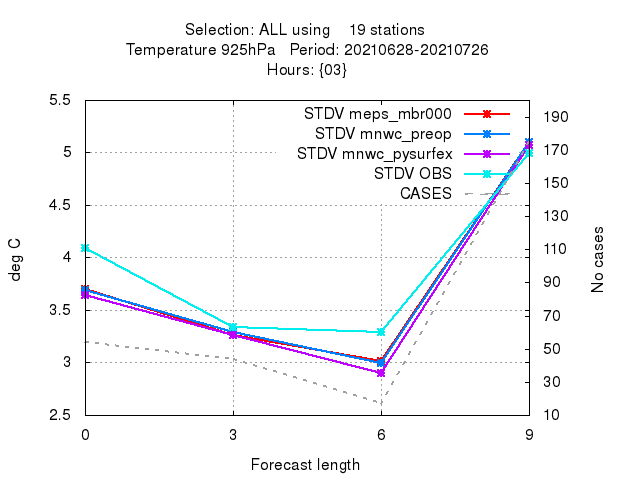 Selection: ALL using    19 stations
Temperature 925hPa   Period: 20210628-20210726
Hours: {03}
STDV meps_mbr000
STDV mnwc_preop
STDV mnwc_pysurfex
STDV OBS
CASES
deg C
5.5
5
4.5
4
3.5
3
2.5
No cases
190
170
150
130
110
90
70
50
30
10
0 3 6 9
Forecast length